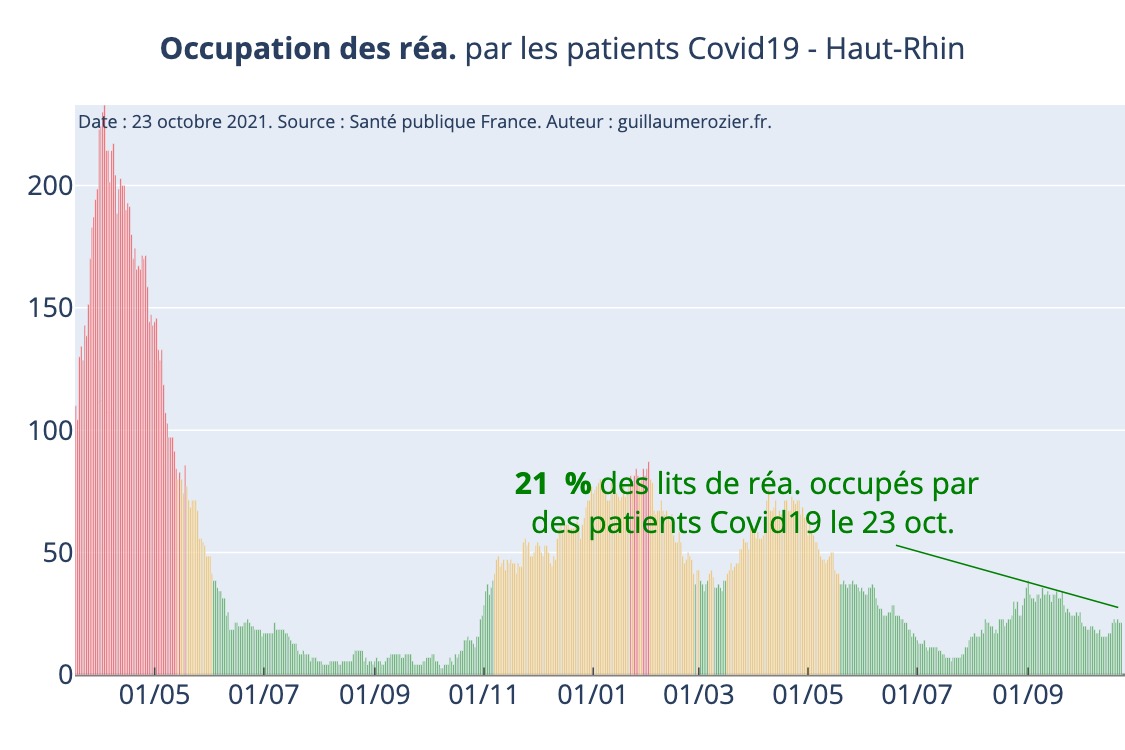 Occupation des réa. par les patients Covid19 - Haut-Rhin
Date : 23 octobre 2021. Source : Santé publique France. Auteur : guillaumerozier.fr.
200
150
100
21 % des lits de réa. occupés par
des patients Covid19 le 23 oct.
50
0
01/05 01/07 01/09 01/11 01/01 01/03 01/05 01/07 01/09